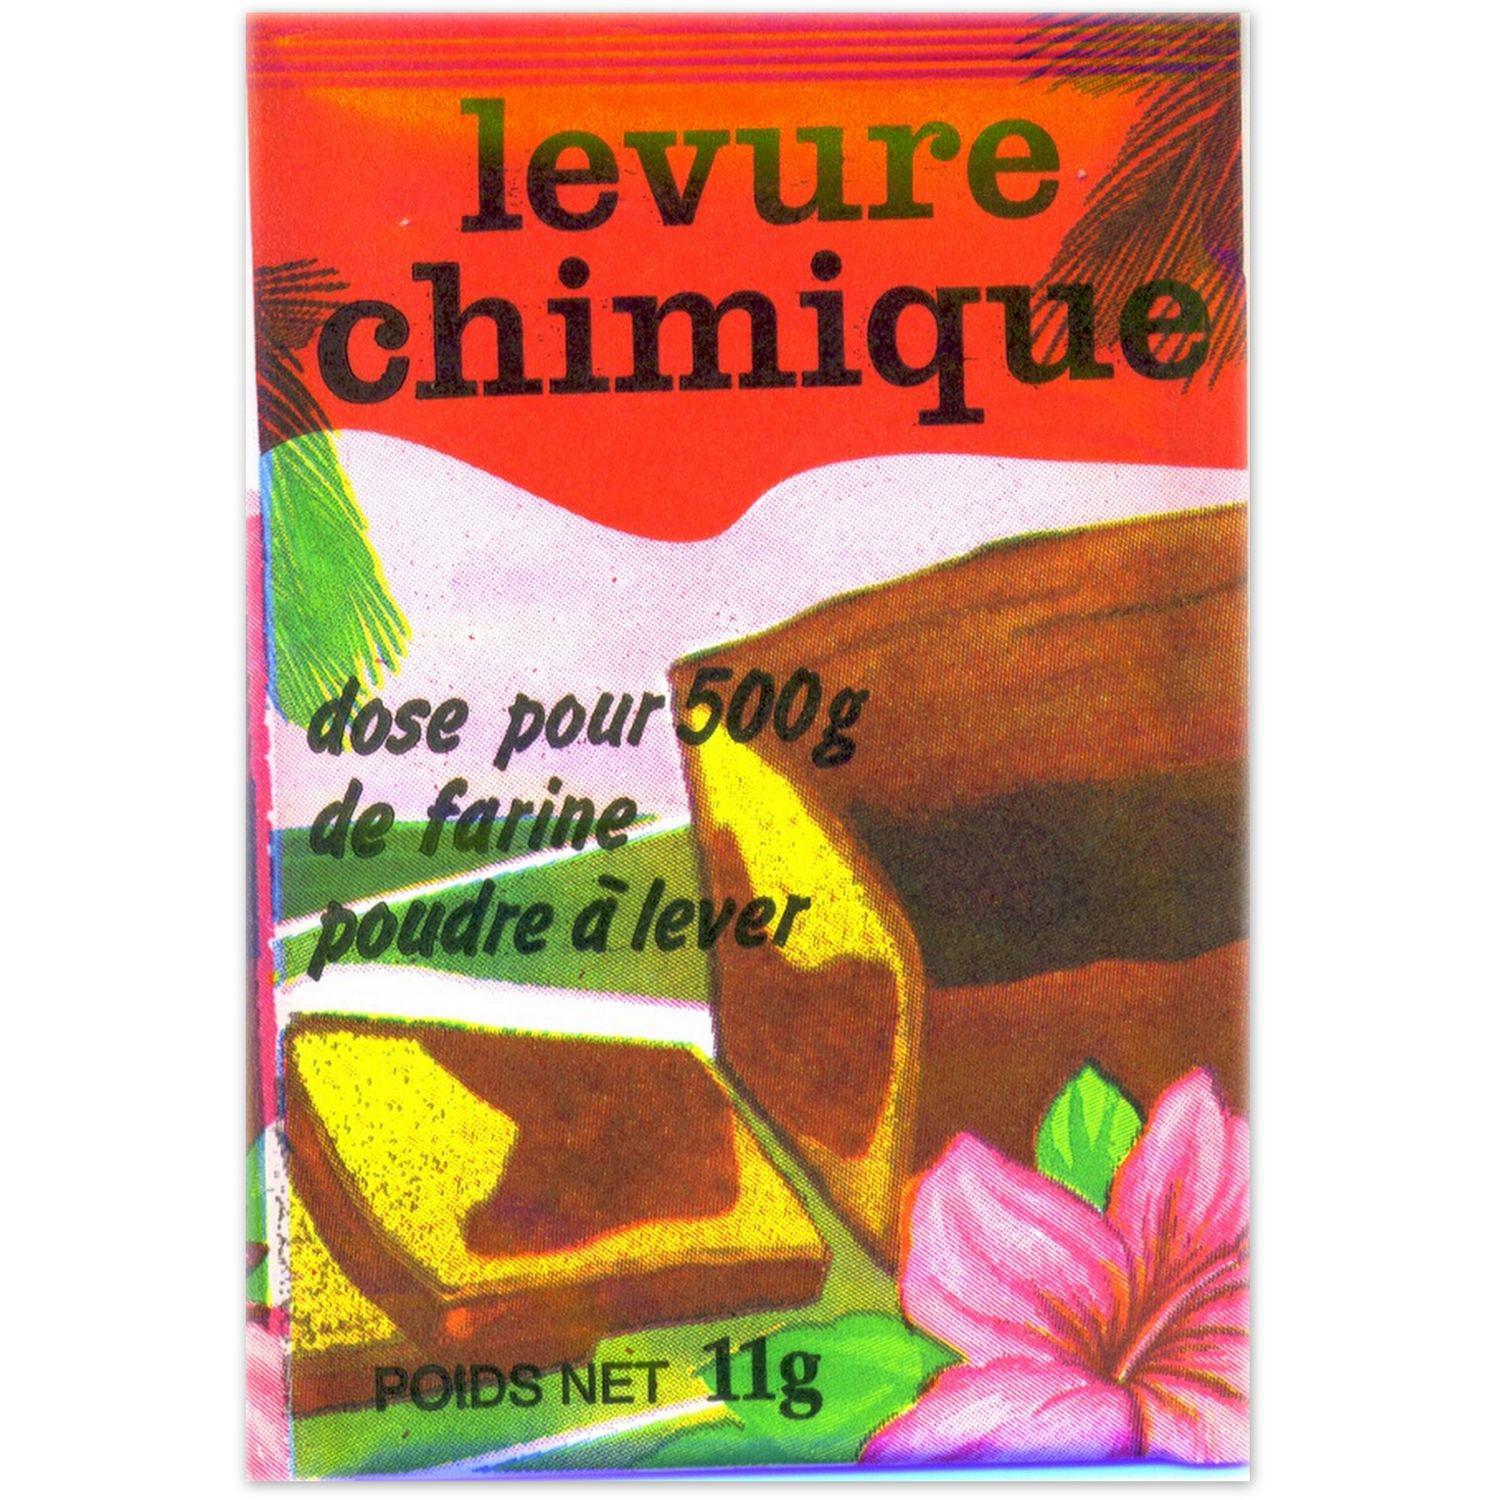 levure
chimique
dose pour 500g
de farine
poudre à lever
POIDS NET 11g